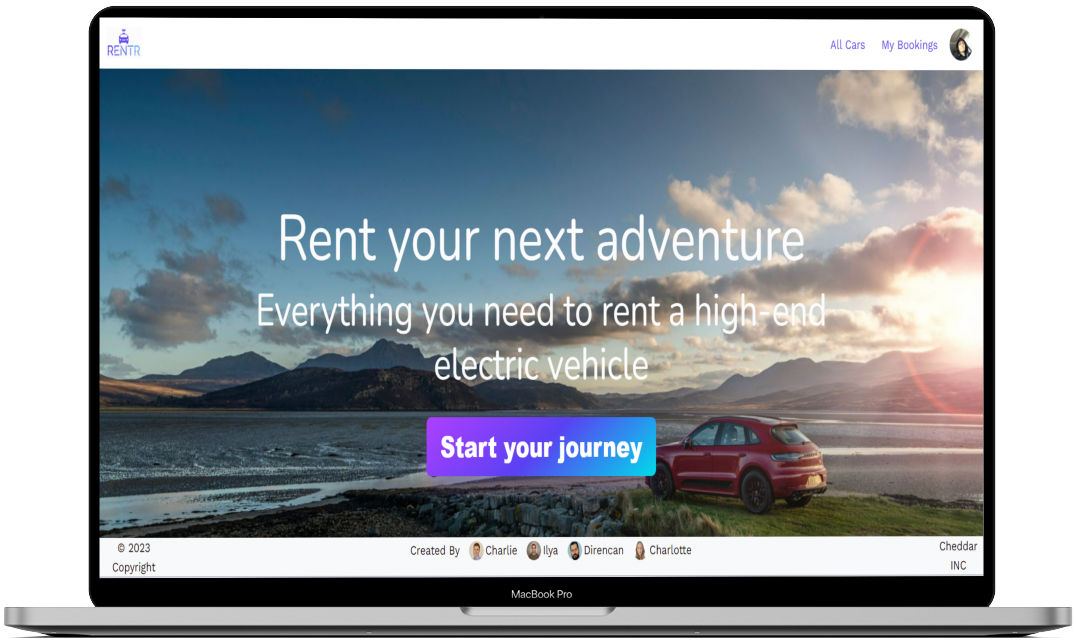 RENTR
All Cars My Bookings
Rent your next adventure
Everything you need to rent a high-end
electric vehicle
Start your journey
© 2023
Copyright
Created By Charlie Ilya Direncan Charlotte
Cheddar
INC
MacBook Pro